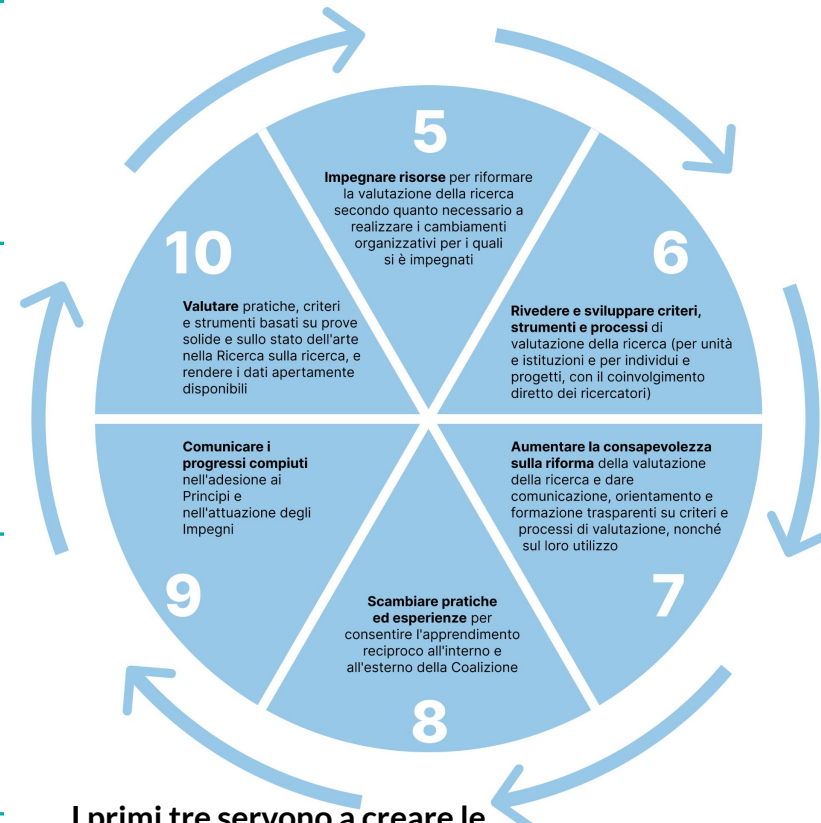 5
Impegnare risorse per riformare
la valutazione della ricerca
secondo quanto necessario a
realizzare i cambiamenti
organizzativi per i quali
si è impegnati
6
Rivedere e sviluppare criteri,
strumenti e processi di
valutazione della ricerca (per unità
e istituzioni e per individui e
progetti, con il coinvolgimento
diretto dei ricercatori)
Aumentare la consapevolezza
sulla riforma della valutazione
della ricerca e dare
comunicazione, orientamento e
formazione trasparenti su criteri e
processi di valutazione, nonché
sul loro utilizzo
7
Scambiare pratiche
ed esperienze per
consentire l'apprendimento
reciproco all'interno e
all'esterno della Coalizione
8
Comunicare i
progressi compiuti
nell'adesione ai
Principi e
nell'attuazione degli
Impegni
9
10
Valutare pratiche, criteri
e strumenti basati su prove
solide e sullo stato dell'arte
nella Ricerca sulla ricerca, e
rendere i dati apertamente
disponibili
I primi tre servono a creare le